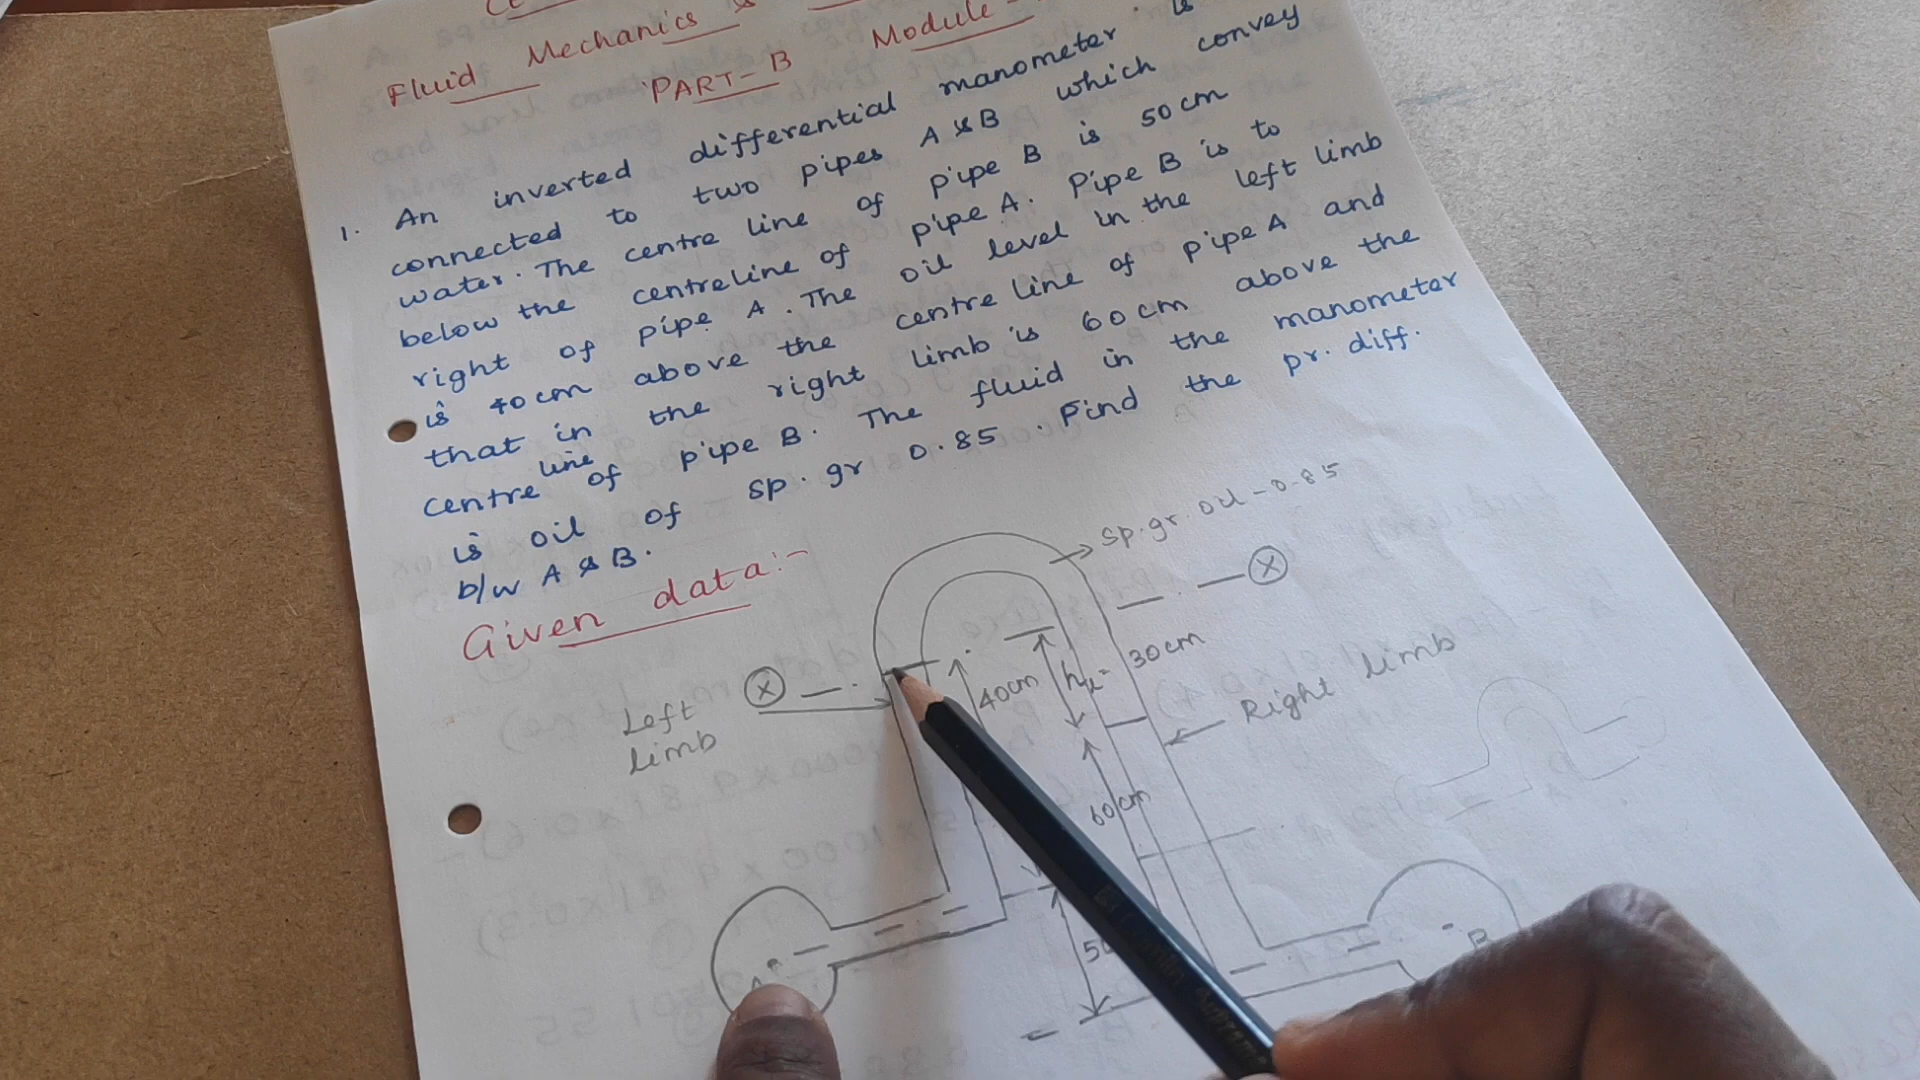 Fluid Mechanics &
PART-B Module-
1. An inverted differential manometer is
connected to two pipes A & B which convey
water. The centre line of pipe B is 50 cm
below the centreline of pipe A. Pipe B is to
right of pipe A. The oil level in the left limb
is 40 cm above the centre line of pipe A and
that in the right limb is 60 cm above the
centre line of pipe B. The fluid in the manometer
is oil of sp. gr 0.85. Find the pr. diff.
b/w A & B.
Given data:-
Sp.gr. oil - 0.85
X
X
Left
limb
40cm
30cm
Right limb
60cm
50
B